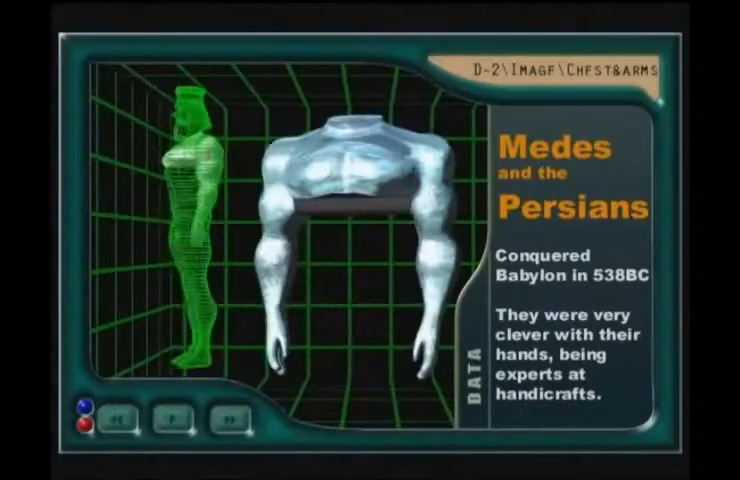 D-2\Image\Chest&arms
Medes
and the
Persians
Conquered
Babylon in 538BC
They were very
clever with their
hands, being
experts at
handicrafts.
DATA